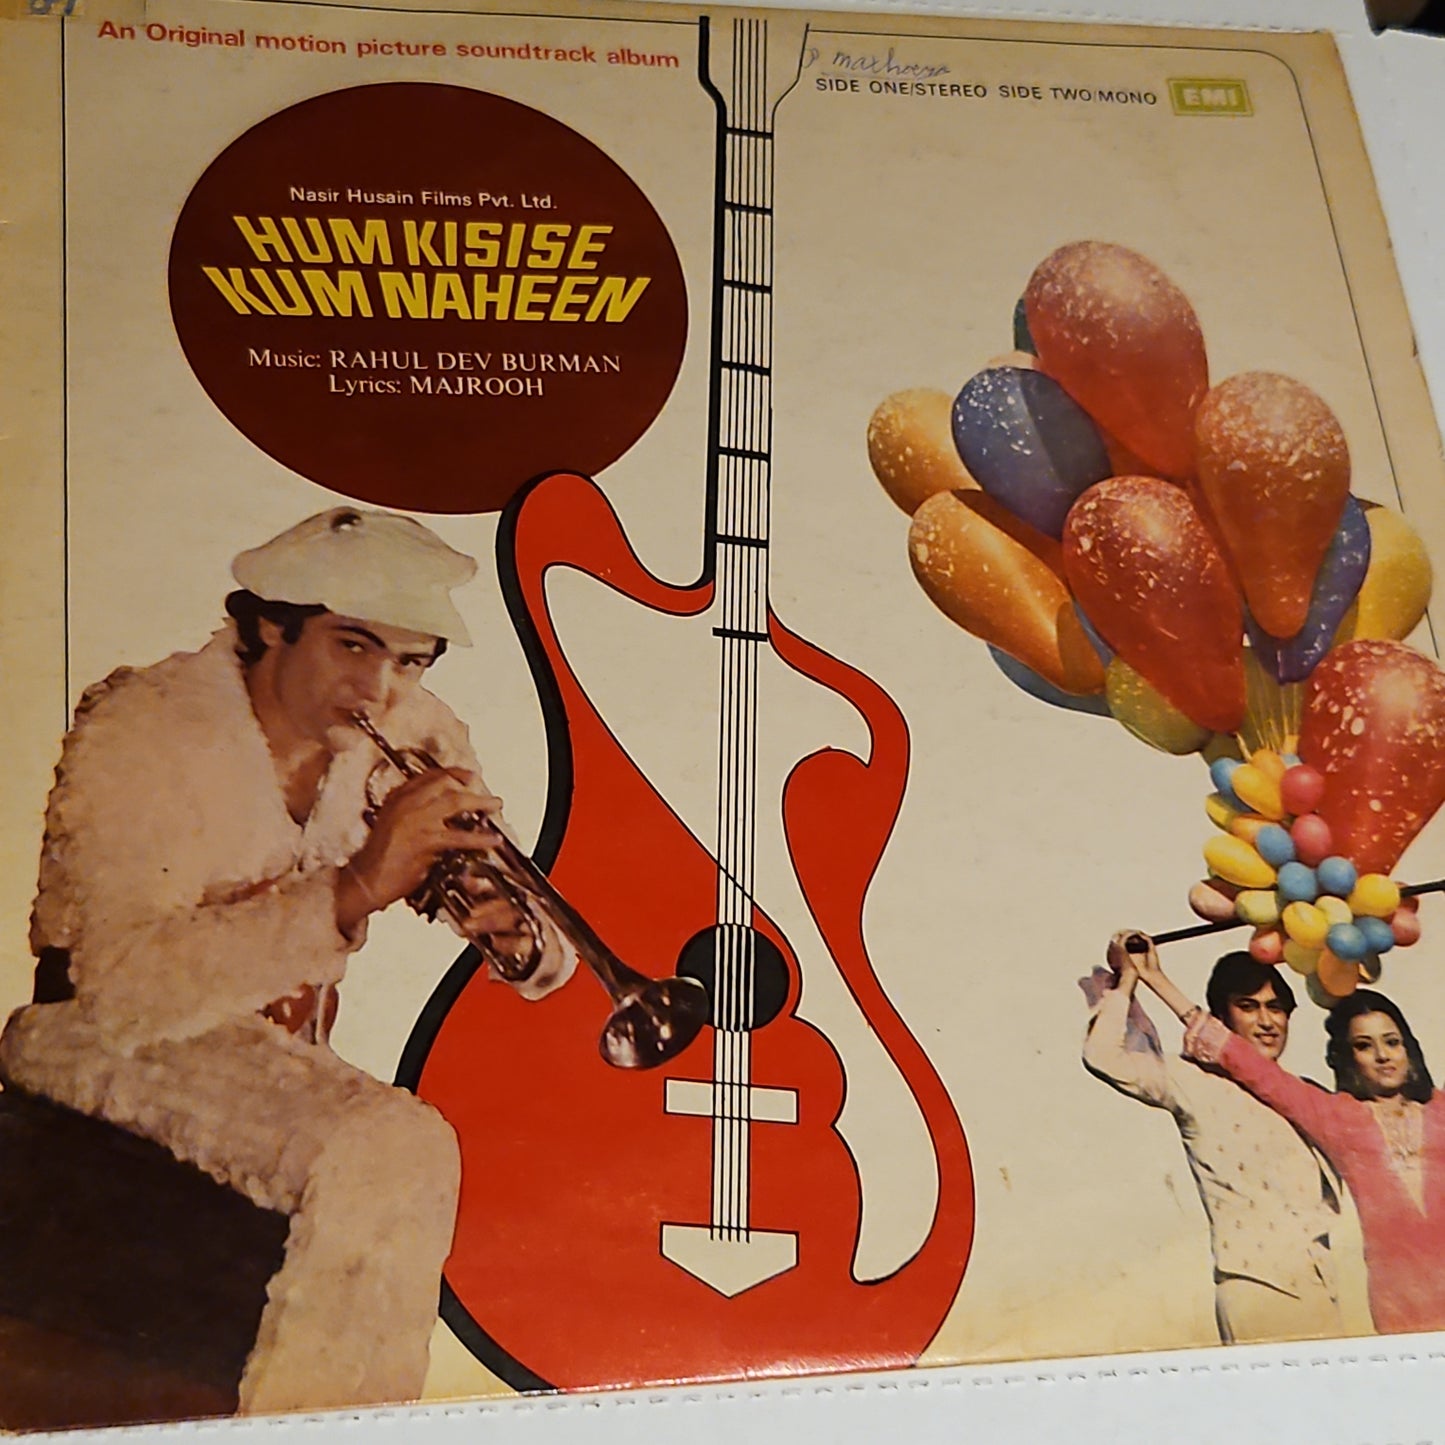 An Original motion picture soundtrack album
SIDE ONE/STEREO SIDE TWO/MONO
EMI
Nasir Husain Films Pvt. Ltd.
HUM KISISE
KUM NAHEEN
Music: RAHUL DEV BURMAN
Lyrics: MAJROOH